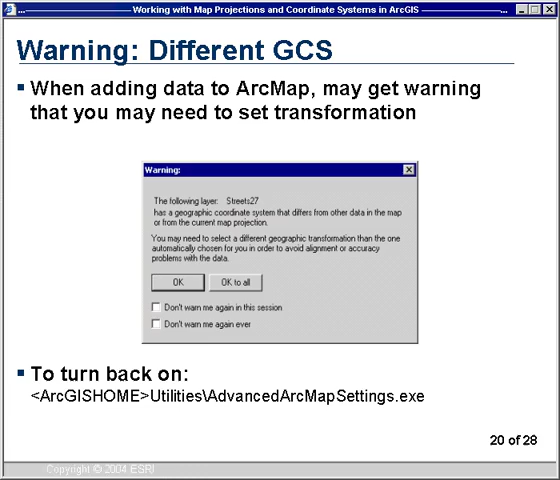 Working with Map Projections and Coordinate Systems in ArcGIS
Warning: Different GCS
When adding data to ArcMap, may get warning
that you may need to set transformation
Warning:
The following layer: Streets27
has a geographic coordinate system that differs from other data in the map
or from the current map projection.
You may need to select a different geographic transformation than the one
automatically chosen for you in order to avoid alignment or accuracy
problems with the data.
OK OK to all
Don't warn me again in this session
Don't warn me again ever
To turn back on:
<ArcGISHOME>Utilities\AdvancedArcMapSettings.exe
20 of 28
Copyright © 2004 ESRI